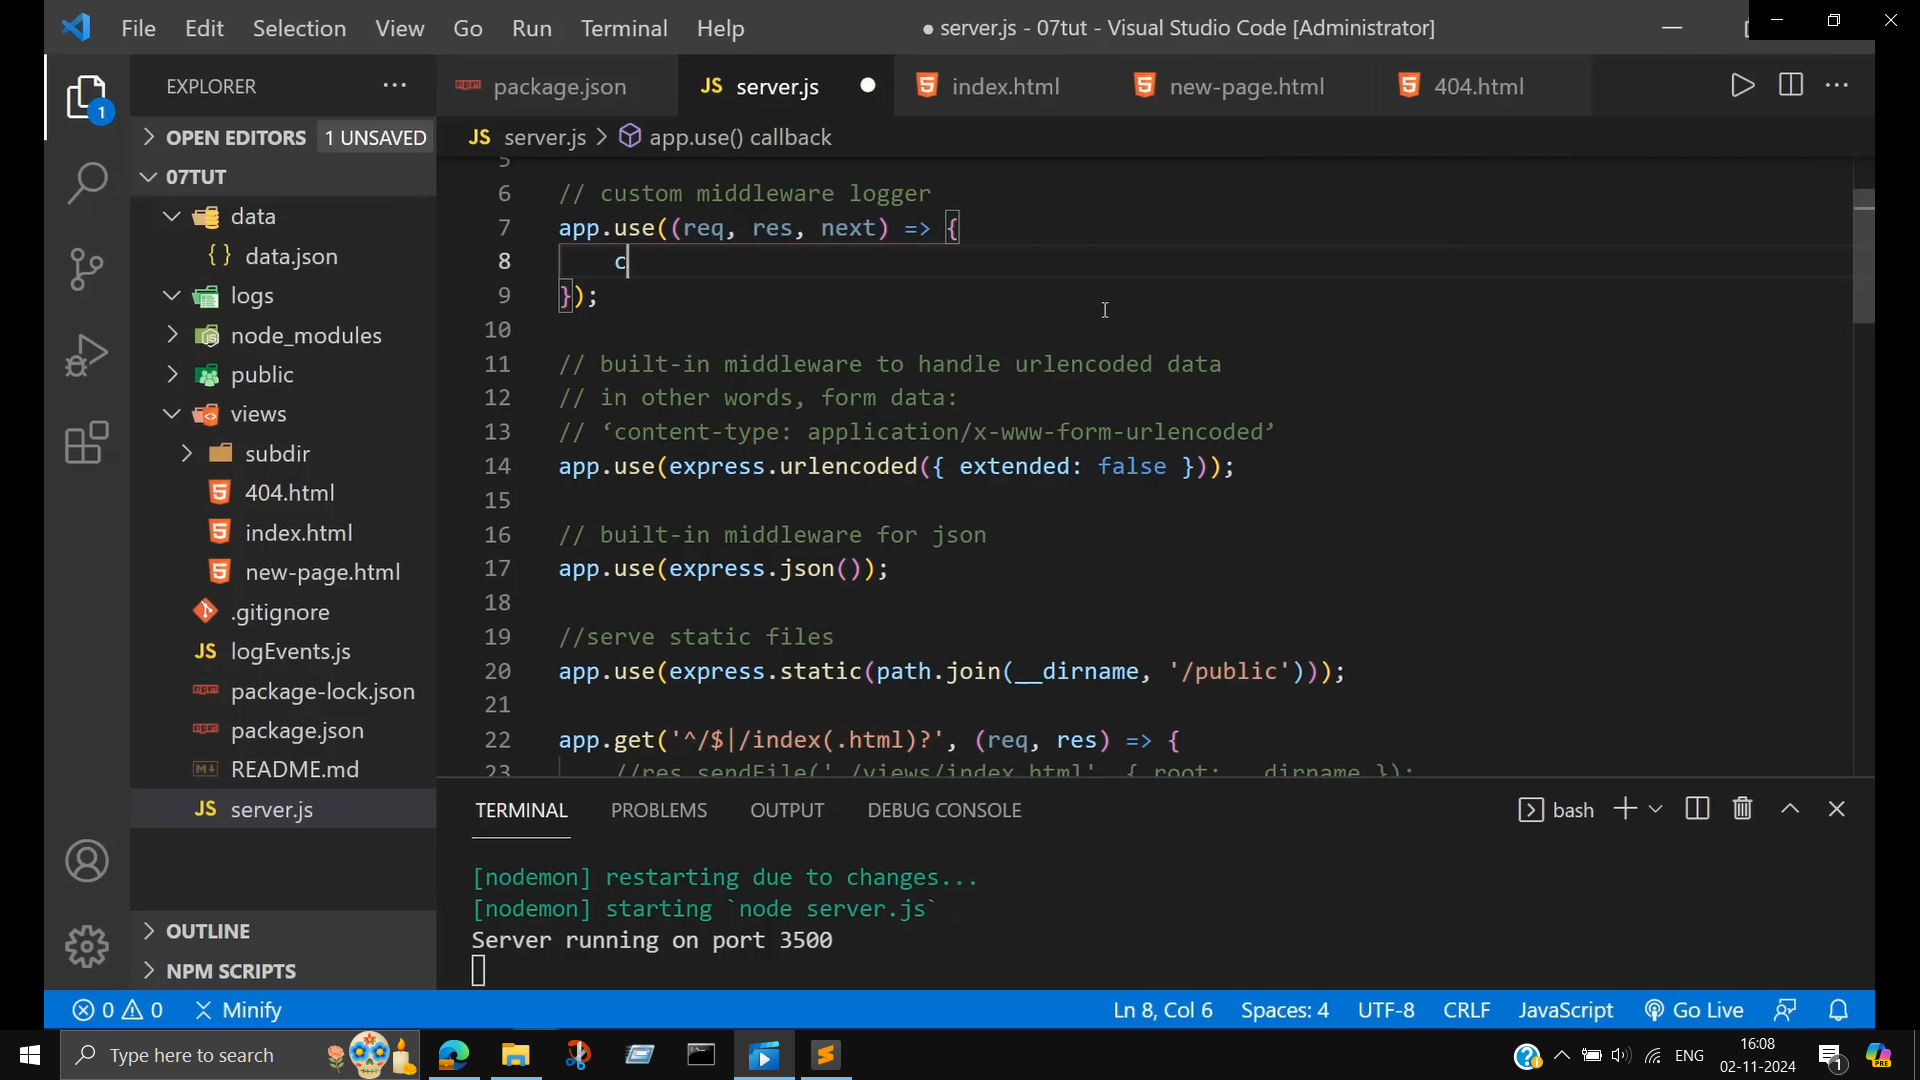 File Edit Selection View Go Run Terminal Help
● server.js - 07tut - Visual Studio Code [Administrator]
EXPLORER
package.json
JS server.js
index.html
new-page.html
404.html
1
OPEN EDITORS 1 UNSAVED
07TUT
data
{ } data.json
logs
node_modules
public
views
subdir
404.html
index.html
new-page.html
.gitignore
JS logEvents.js
package-lock.json
package.json
README.md
JS server.js
OUTLINE
NPM SCRIPTS
JS server.js > app.use() callback
5
6 // custom middleware logger
7 app.use((req, res, next) => {
8 c
9 });
10
11 // built-in middleware to handle urlencoded data
12 // in other words, form data:
13 // ‘content-type: application/x-www-form-urlencoded’
14 app.use(express.urlencoded({ extended: false }));
15
16 // built-in middleware for json
17 app.use(express.json());
18
19 //serve static files
20 app.use(express.static(path.join(__dirname, '/public')));
21
22 app.get('^/$|/index(.html)?', (req, res) => {
23 //res.sendFile('./views/index.html', { root: __dirname });
TERMINAL PROBLEMS OUTPUT DEBUG CONSOLE
bash
[nodemon] restarting due to changes...
[nodemon] starting `node server.js`
Server running on port 3500
0 0 Minify
Ln 8, Col 6 Spaces: 4 UTF-8 CRLF JavaScript Go Live
Type here to search
ENG
16:08
02-11-2024
1
PRE